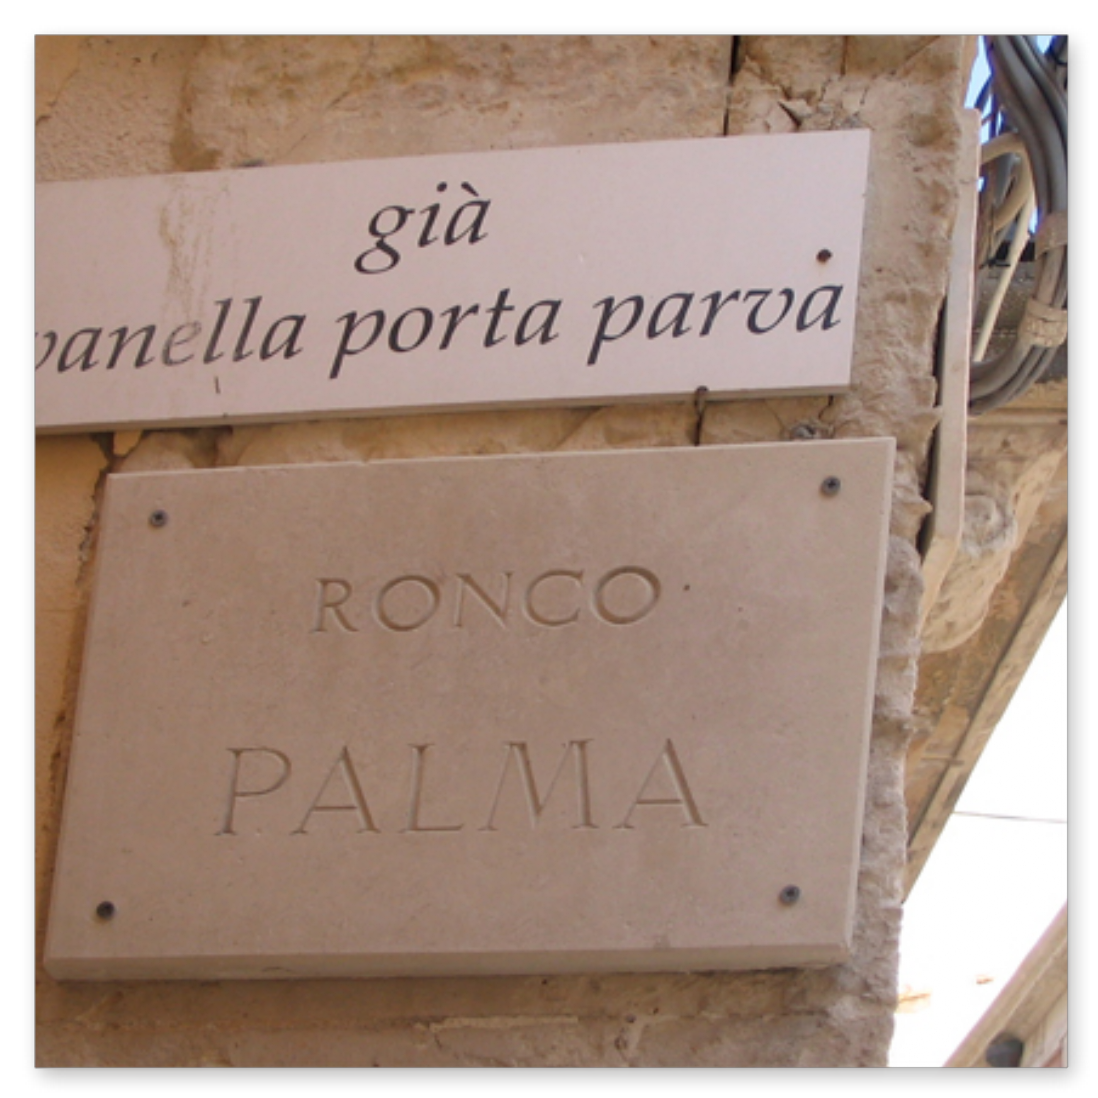 già
vanella porta parva
RONCO
PALMA